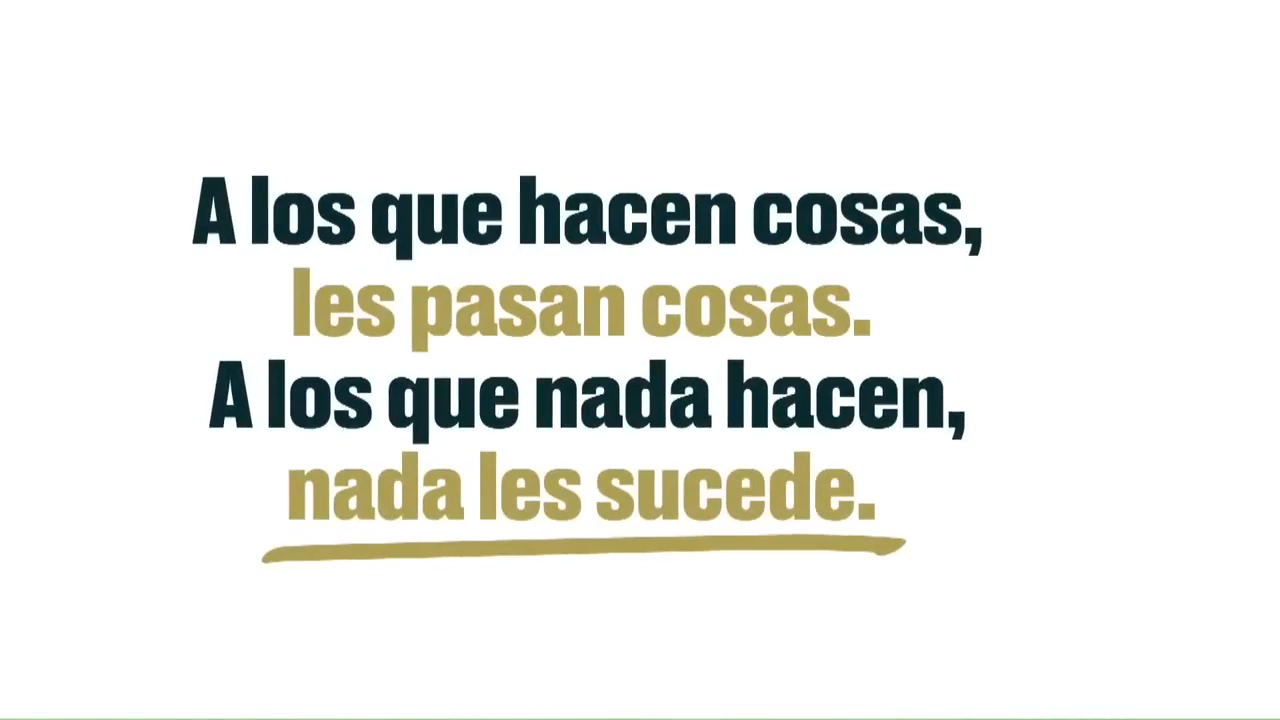 A los que hacen cosas,
les pasan cosas.
A los que nada hacen,
nada les sucede.